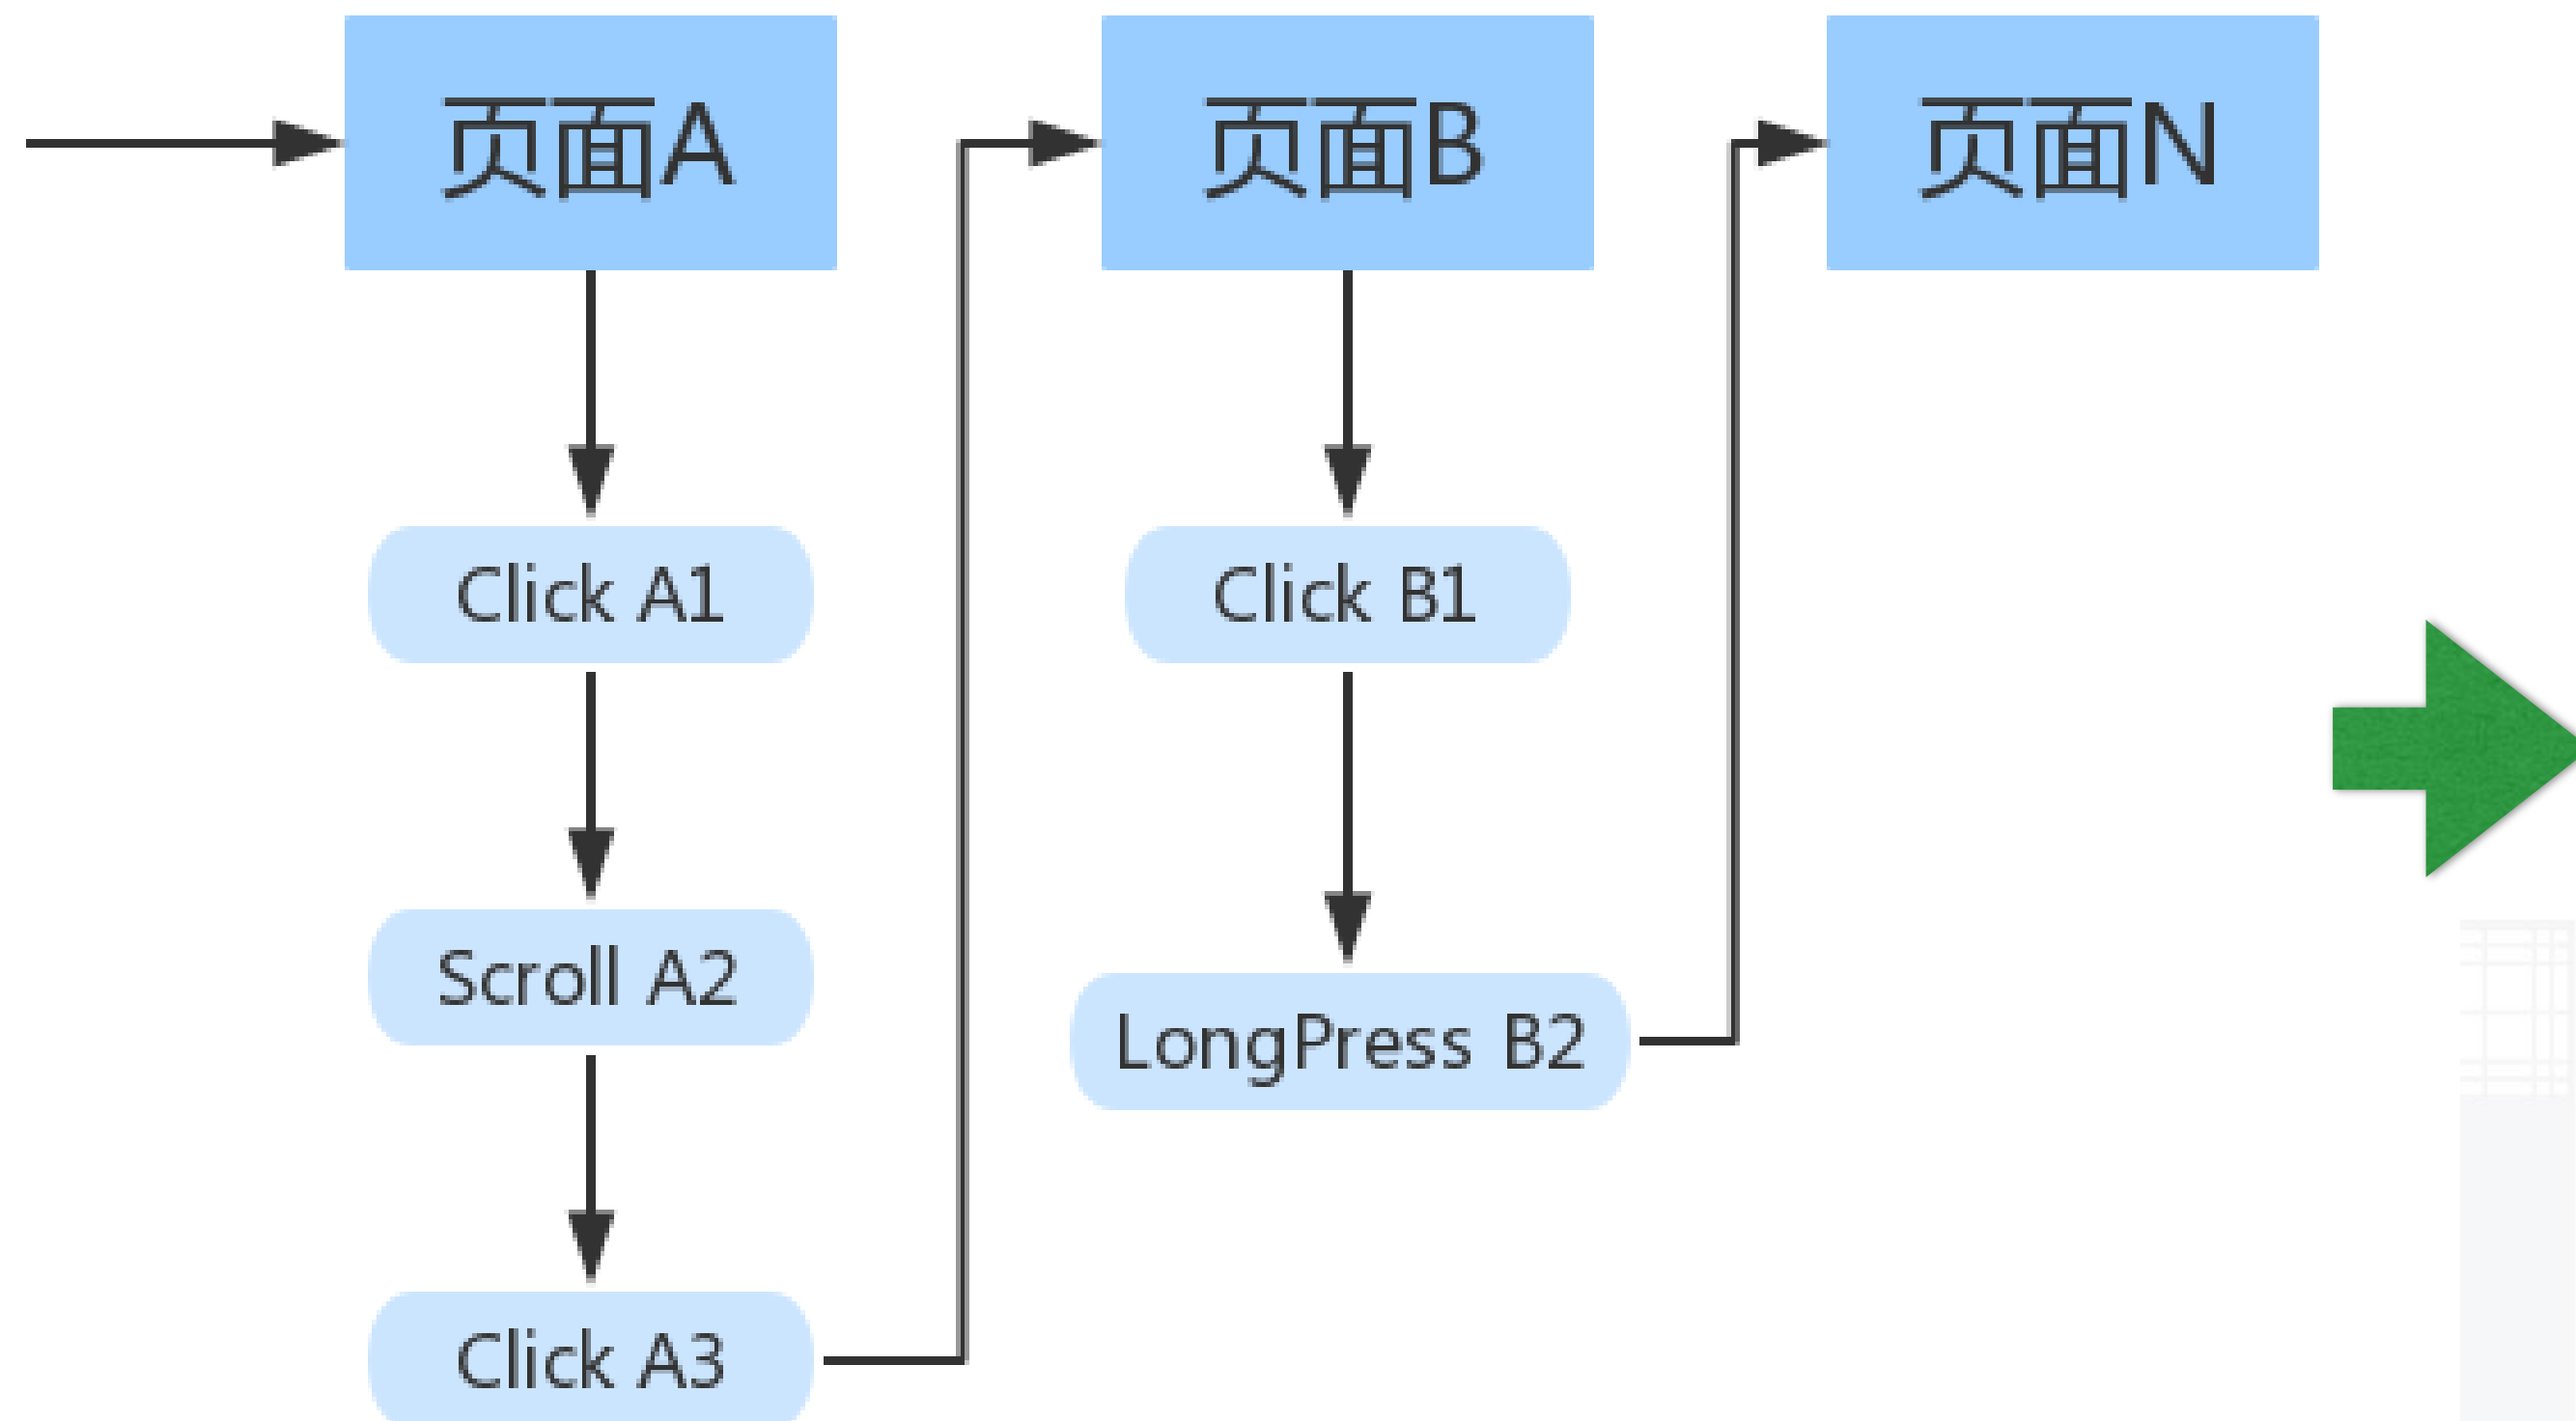 页面A
Click A1
Scroll A2
Click A3
页面B
Click B1
LongPress B2
页面N